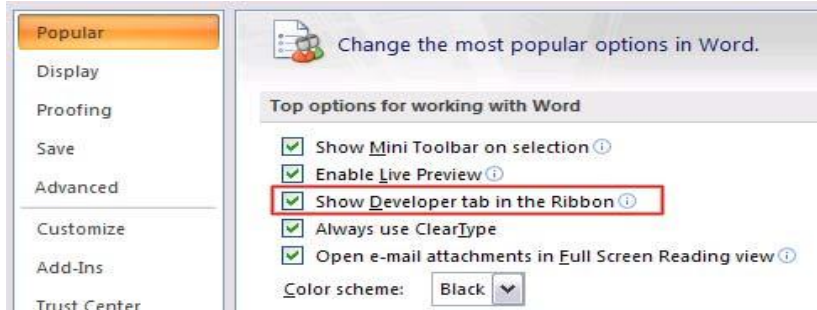 Popular
Display
Proofing
Save
Advanced
Customize
Add-Ins
Trust Center
Change the most popular options in Word.
Top options for working with Word
Show Mini Toolbar on selection
Enable Live Preview
Show Developer tab in the Ribbon
Always use ClearType
Open e-mail attachments in Full Screen Reading view
Color scheme: Black